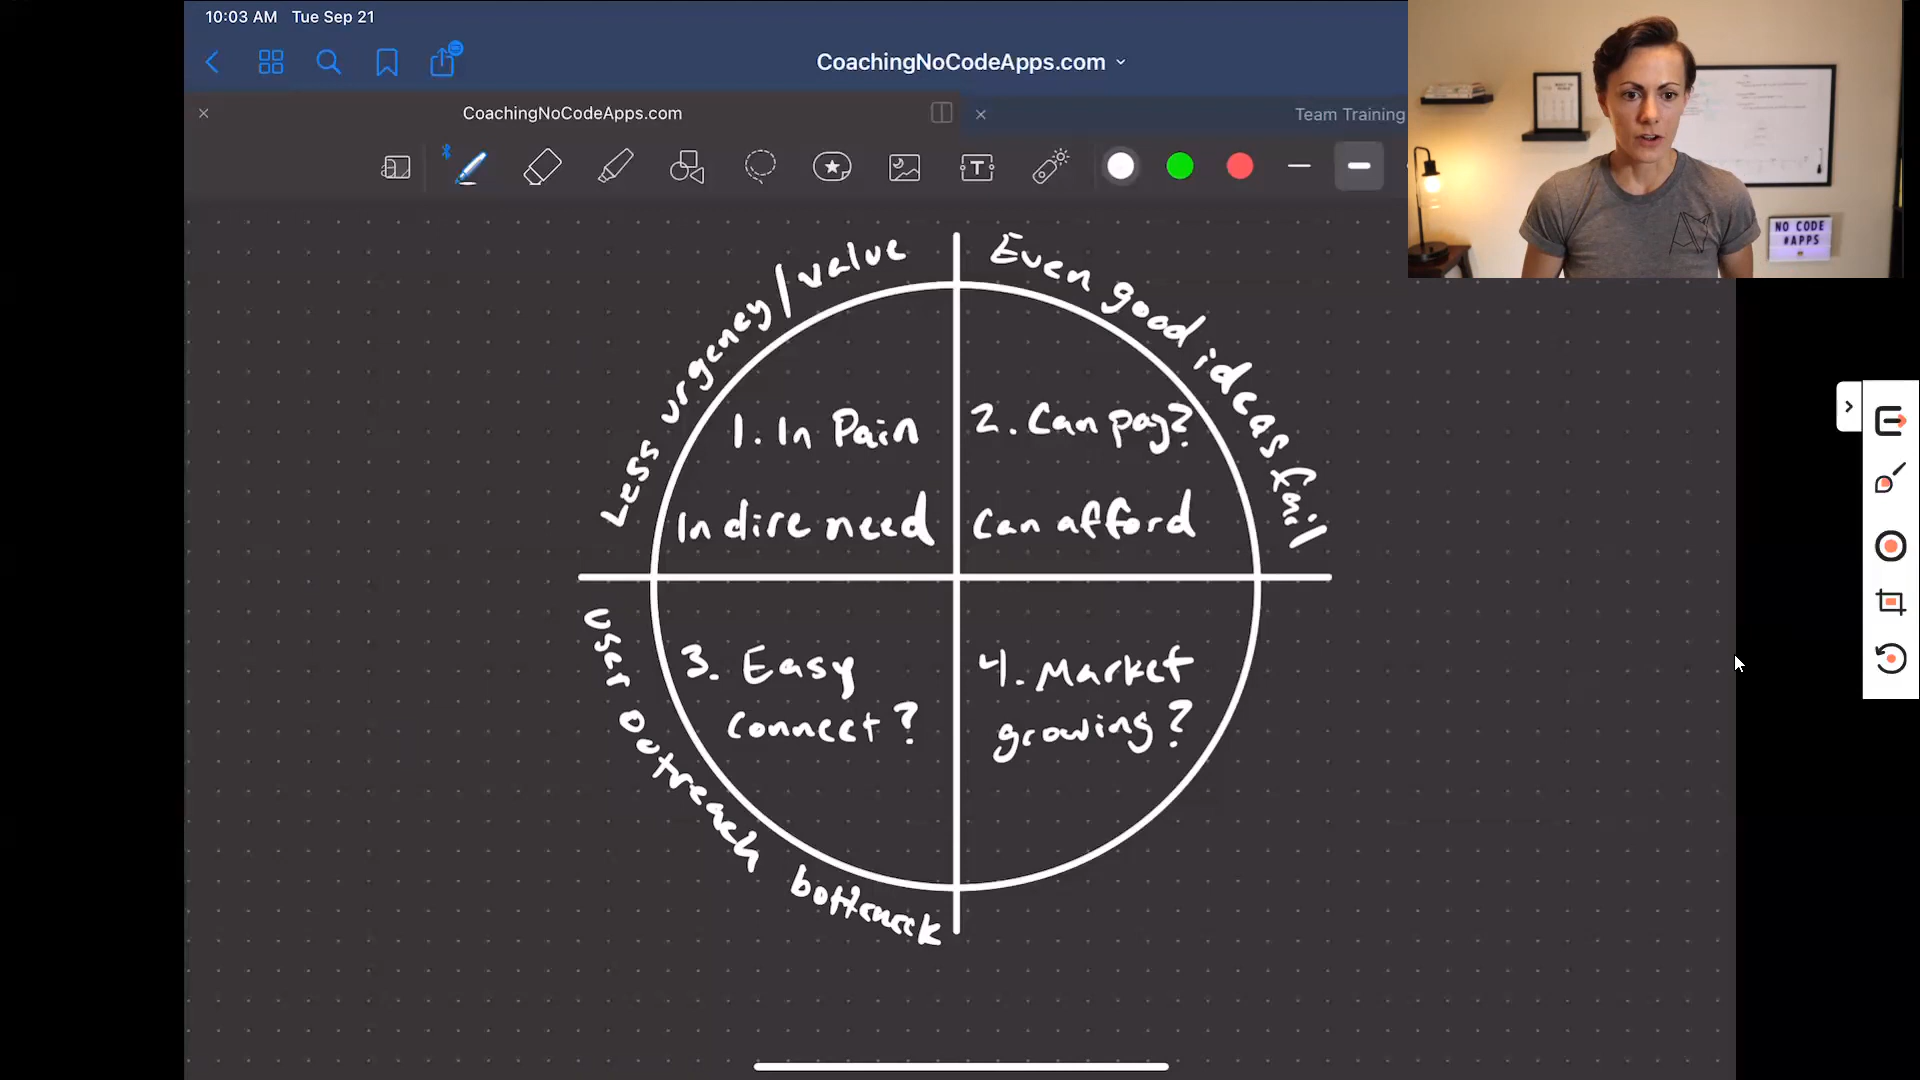 10:03 AM Tue Sep 21
CoachingNoCodeApps.com
CoachingNoCodeApps.com
Team Training
T
NO CODE
#APPS
Less urgency/value
Even good ideas fail
1. In Pain
In dire need
2. Can pay?
Can afford
3. Easy
connect?
4. Market
growing?
User outreach bottleneck